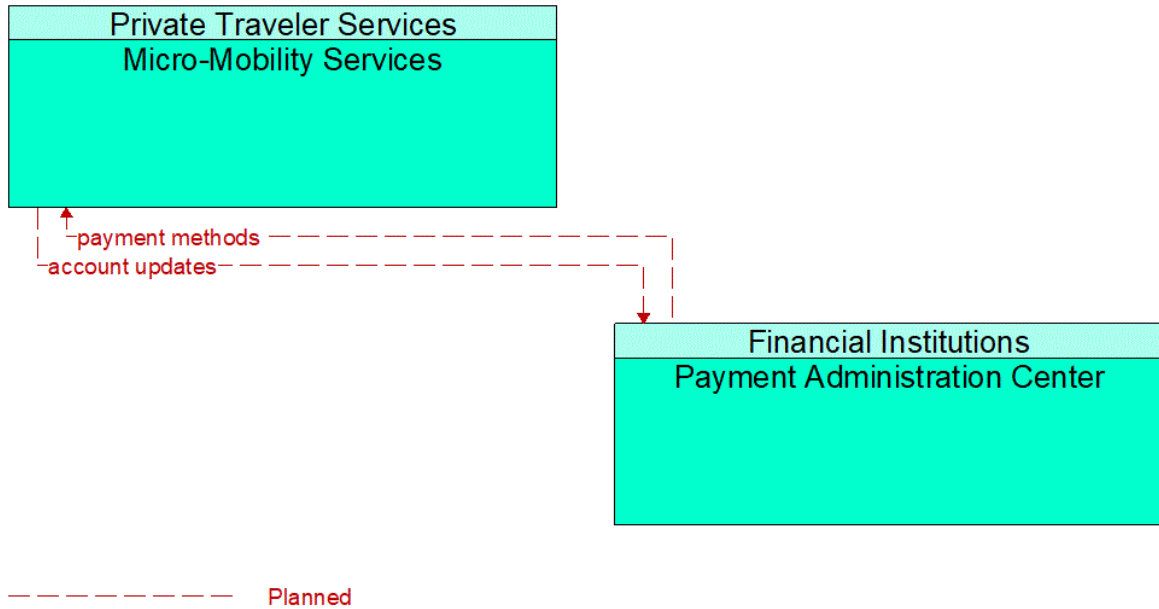 Private Traveler Services
Micro-Mobility Services
payment methods
account updates
Financial Institutions
Payment Administration Center
Planned